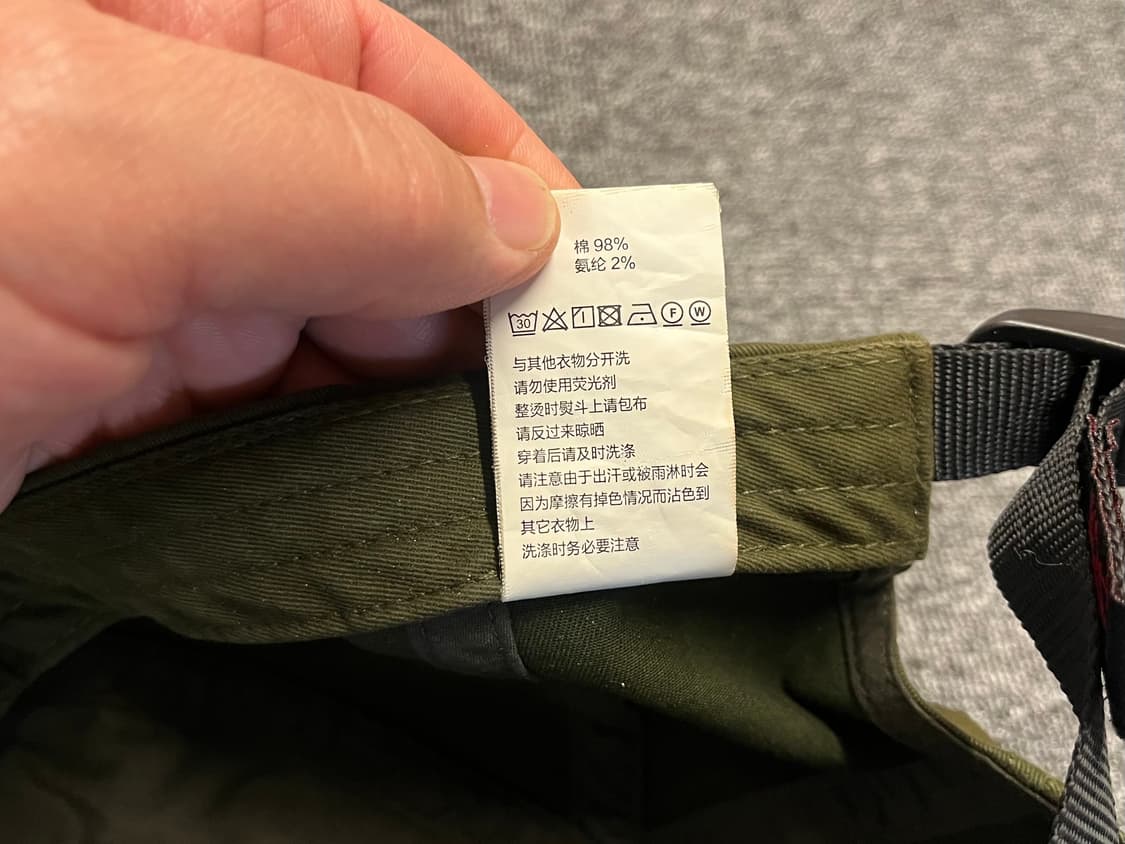 棉 98%
氨纶 2%
30 F W
与其他衣物分开洗
请勿使用荧光剂
整烫时熨斗上请包布
请反过来晾晒
穿着后请及时洗涤
请注意由于出汗或被雨淋时会
因为摩擦有掉色情况而沾色到
其它衣物上
洗涤时务必要注意